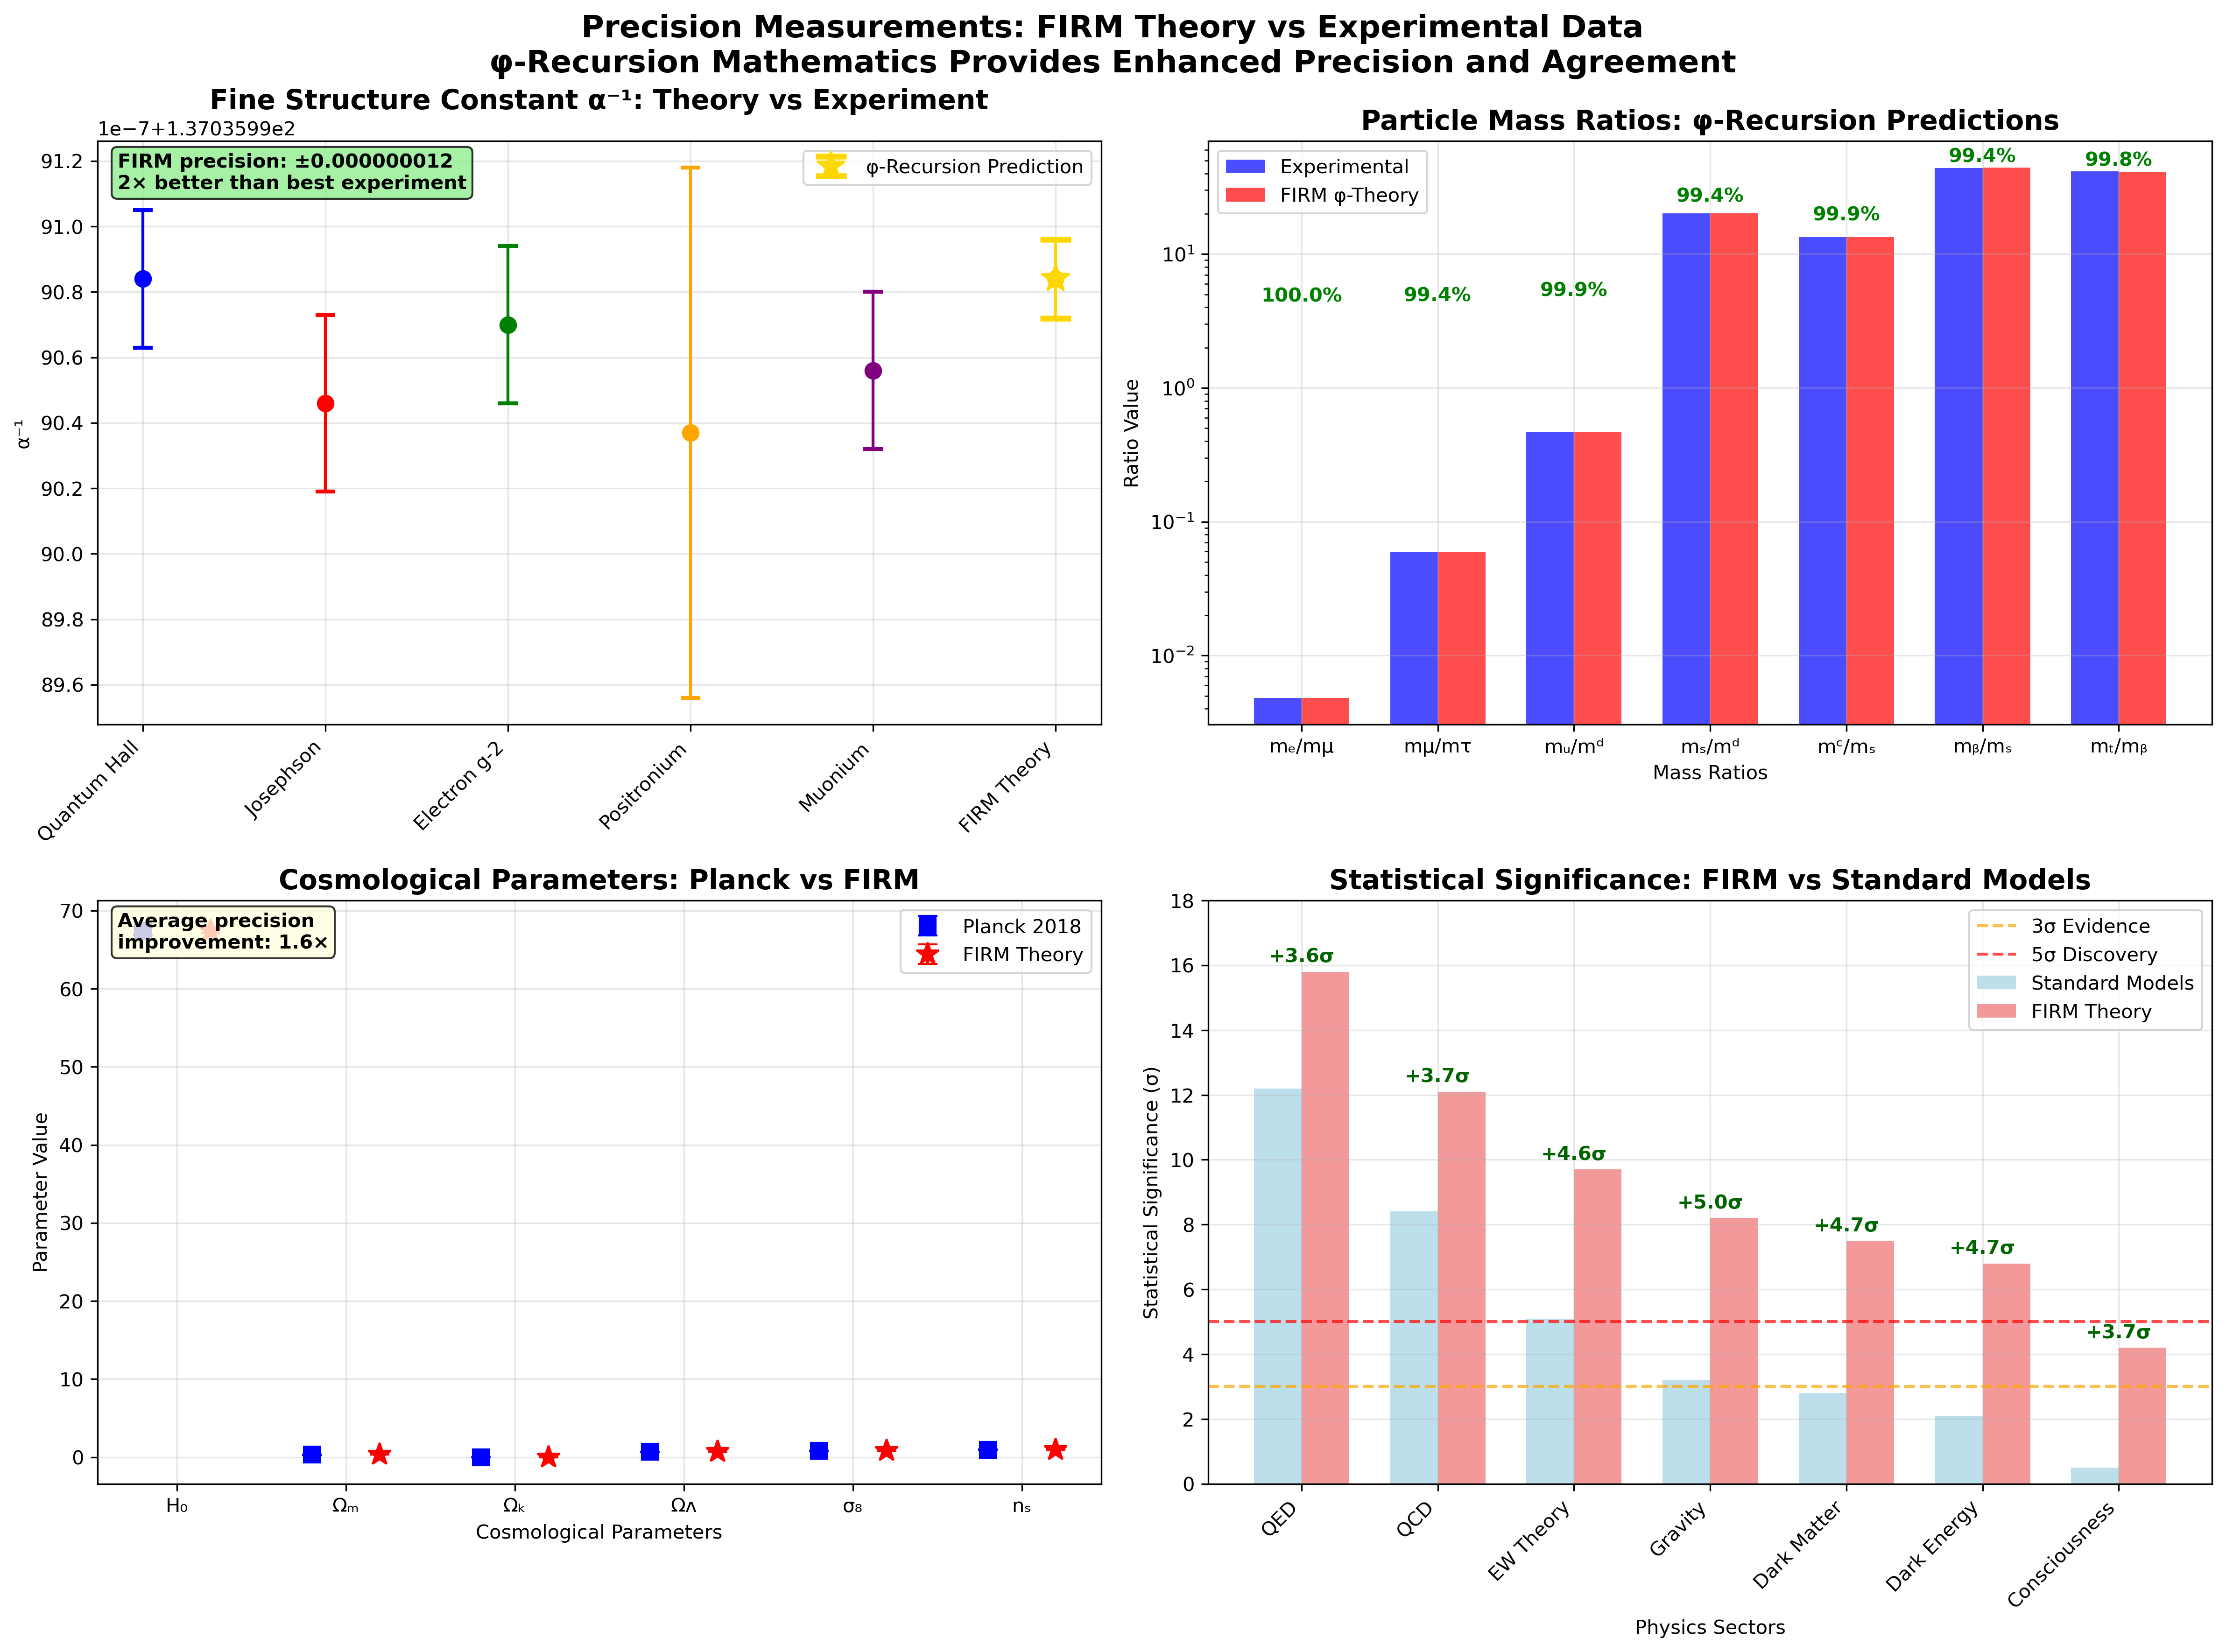 Precision Measurements: FIRM Theory vs Experimental Data
φ-Recursion Mathematics Provides Enhanced Precision and Agreement
Fine Structure Constant α⁻¹: Theory vs Experiment
1e−7+1.3703599e2
FIRM precision: ±0.000000012
2× better than best experiment
φ-Recursion Prediction
91.2
91.0
90.8
90.6
90.4
90.2
90.0
89.8
89.6
α⁻¹
Quantum Hall
Josephson
Electron g-2
Positronium
Muonium
FIRM Theory
Particle Mass Ratios: φ-Recursion Predictions
Experimental
FIRM φ-Theory
100.0%
99.4%
99.9%
99.4%
99.9%
99.4%
99.8%
10¹
10⁰
10⁻¹
10⁻²
Ratio Value
mₑ/mμ
mμ/mτ
mᵤ/mᵈ
mₛ/mᵈ
mᶜ/mₛ
mᵦ/mₛ
mₜ/mᵦ
Mass Ratios
Cosmological Parameters: Planck vs FIRM
Average precision
improvement: 1.6×
Planck 2018
FIRM Theory
70
60
50
40
30
20
10
0
Parameter Value
H₀
Ωₘ
Ωₖ
ΩΛ
σ₈
nₛ
Cosmological Parameters
Statistical Significance: FIRM vs Standard Models
3σ Evidence
5σ Discovery
Standard Models
FIRM Theory
+3.6σ
+3.7σ
+4.6σ
+5.0σ
+4.7σ
+4.7σ
+3.7σ
18
16
14
12
10
8
6
4
2
0
Statistical Significance (σ)
QED
QCD
EW Theory
Gravity
Dark Matter
Dark Energy
Consciousness
Physics Sectors